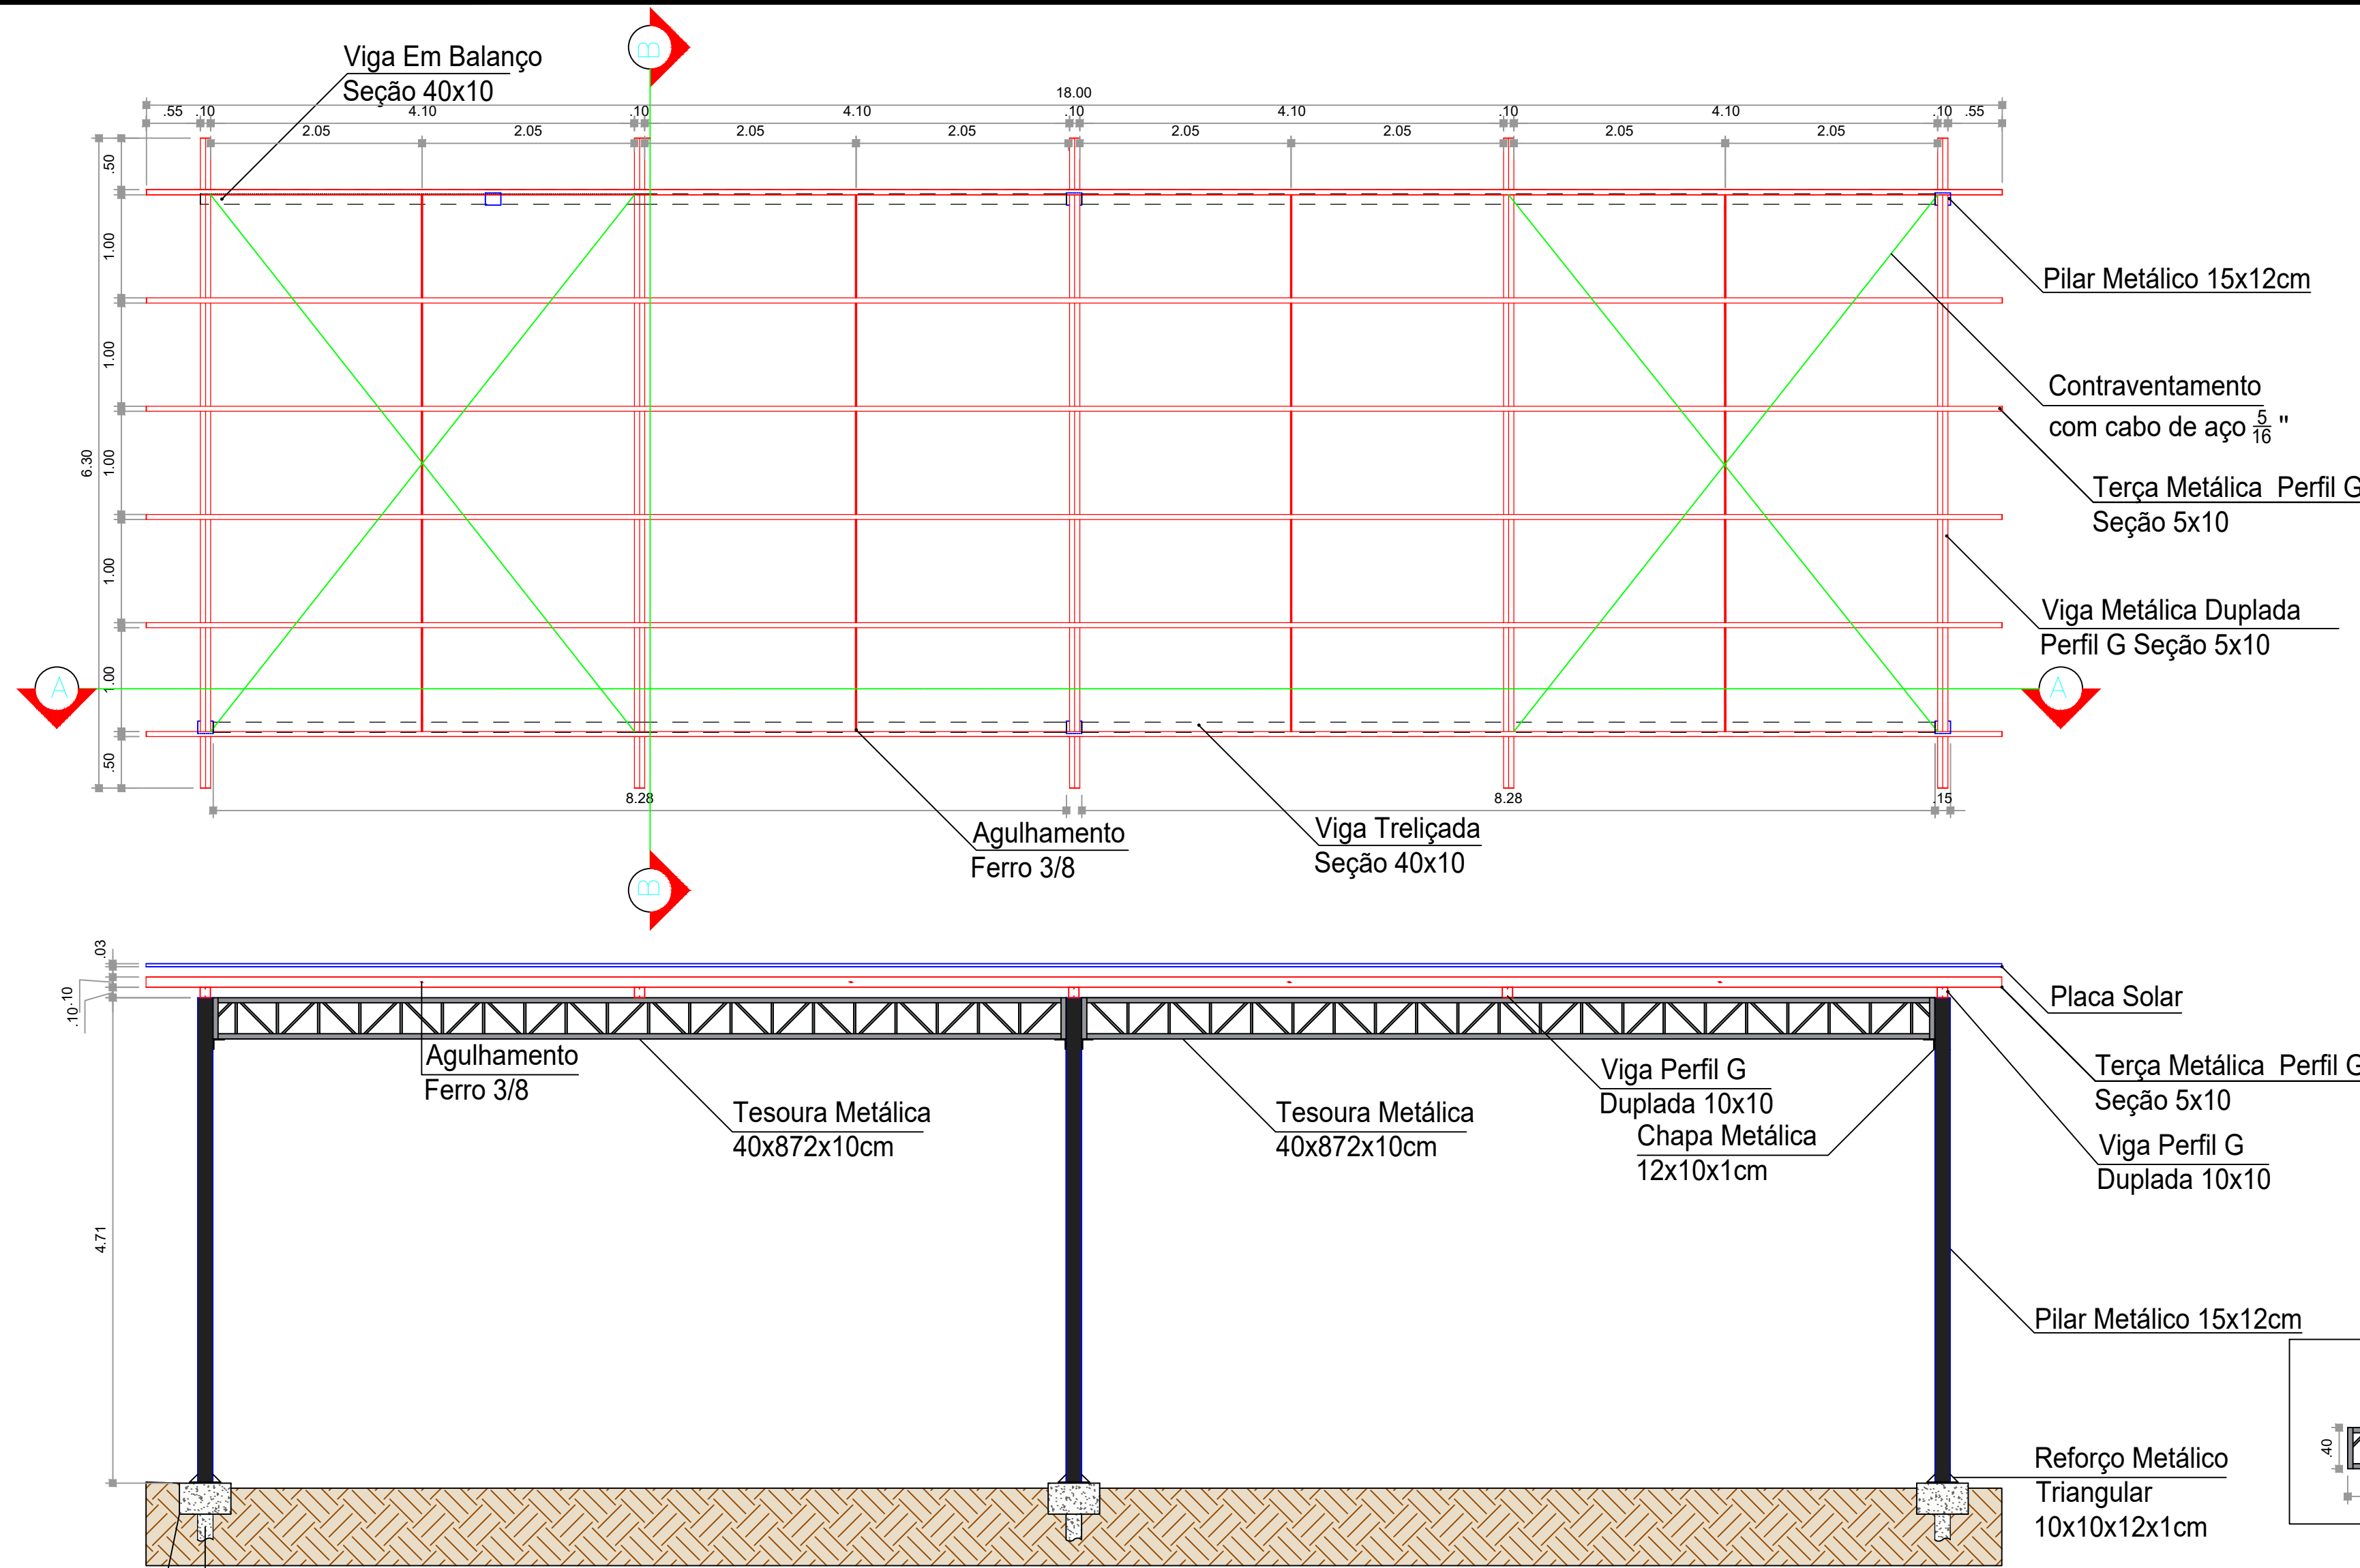 Viga Em Balanço
Seção 40x10
B
18.00
.55 .10 4.10 .10 4.10 .10 4.10 .10 4.10 .10 .55
2.05 2.05 2.05 2.05 2.05 2.05 2.05 2.05
.50
1.00
1.00
1.00
1.00
1.00
.50
6.30
Pilar Metálico 15x12cm
Contraventamento
com cabo de aço 5/16 "
Terça Metálica Perfil G
Seção 5x10
Viga Metálica Duplada
Perfil G Seção 5x10
A
A
8.28 8.28 .15
Agulhamento
Ferro 3/8
Viga Treliçada
Seção 40x10
B
.03
.10
.10
4.71
Placa Solar
Terça Metálica Perfil G
Seção 5x10
Viga Perfil G
Duplada 10x10
Agulhamento
Ferro 3/8
Tesoura Metálica
40x872x10cm
Tesoura Metálica
40x872x10cm
Viga Perfil G
Duplada 10x10
Chapa Metálica
12x10x1cm
Pilar Metálico 15x12cm
Reforço Metálico
Triangular
10x10x12x1cm
.40